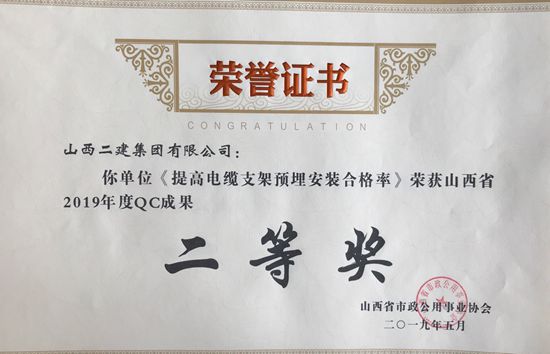 荣誉证书
CONGRATULATION
山西二建集团有限公司：
你单位《提高电缆支架预埋安装合格率》荣获山西省
2019年度QC成果
二等奖
山西省市政公用事业协会
二〇一九年五月